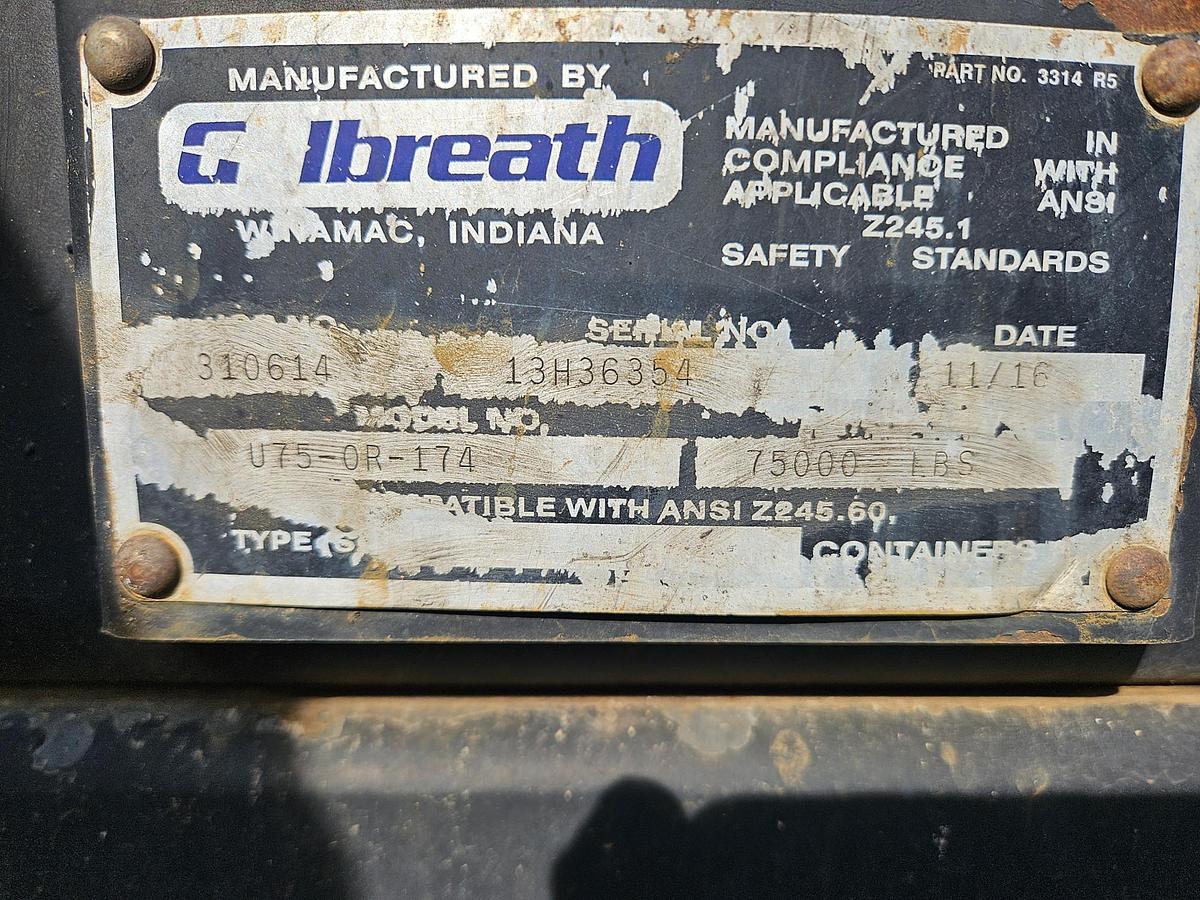 MANUFACTURED BY
PART NO. 3314 R5
Galbreath
WINAMAC, INDIANA
MANUFACTURED IN
COMPLIANCE WITH
APPLICABLE ANSI
Z245.1
SAFETY STANDARDS
NO. SERIAL NO. DATE
310614 13H36354 11/16
MODEL NO.
U75-OR-174 75000 LBS
WITH ANSI Z245.60,
TYPE (S) CONTAINERS